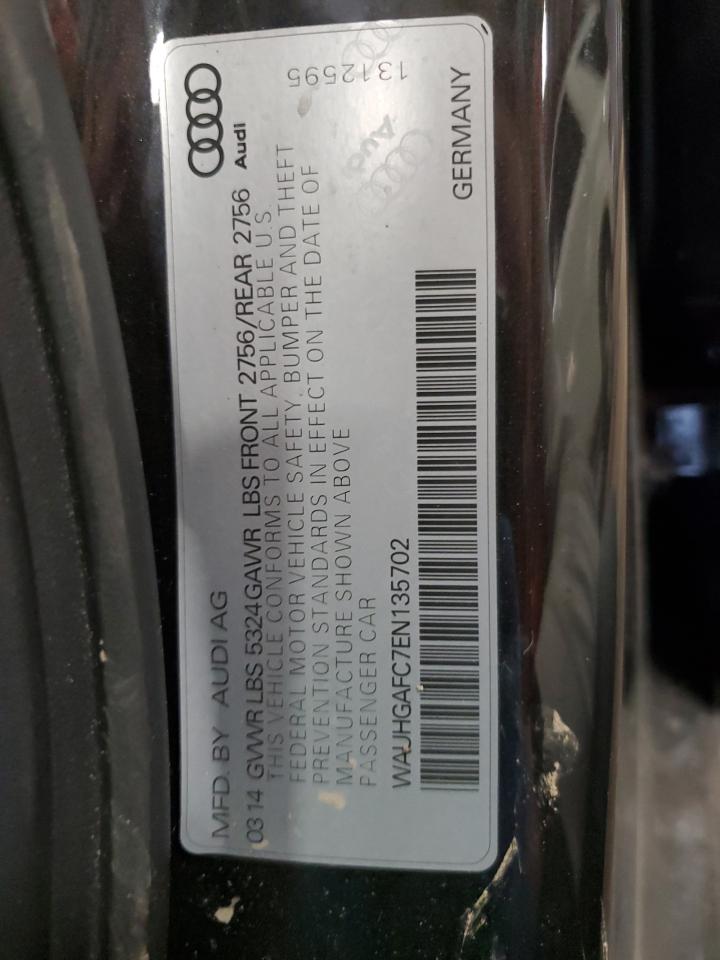 MFD. BY AUDI AG
Audi
03 14 GVWR LBS 5324 GAWR LBS FRONT 2756/REAR 2756
THIS VEHICLE CONFORMS TO ALL APPLICABLE U.S.
FEDERAL MOTOR VEHICLE SAFETY, BUMPER AND THEFT
PREVENTION STANDARDS IN EFFECT ON THE DATE OF
MANUFACTURE SHOWN ABOVE
PASSENGER CAR
WAUHGAFC7EN135702
GERMANY
1312595
Audi